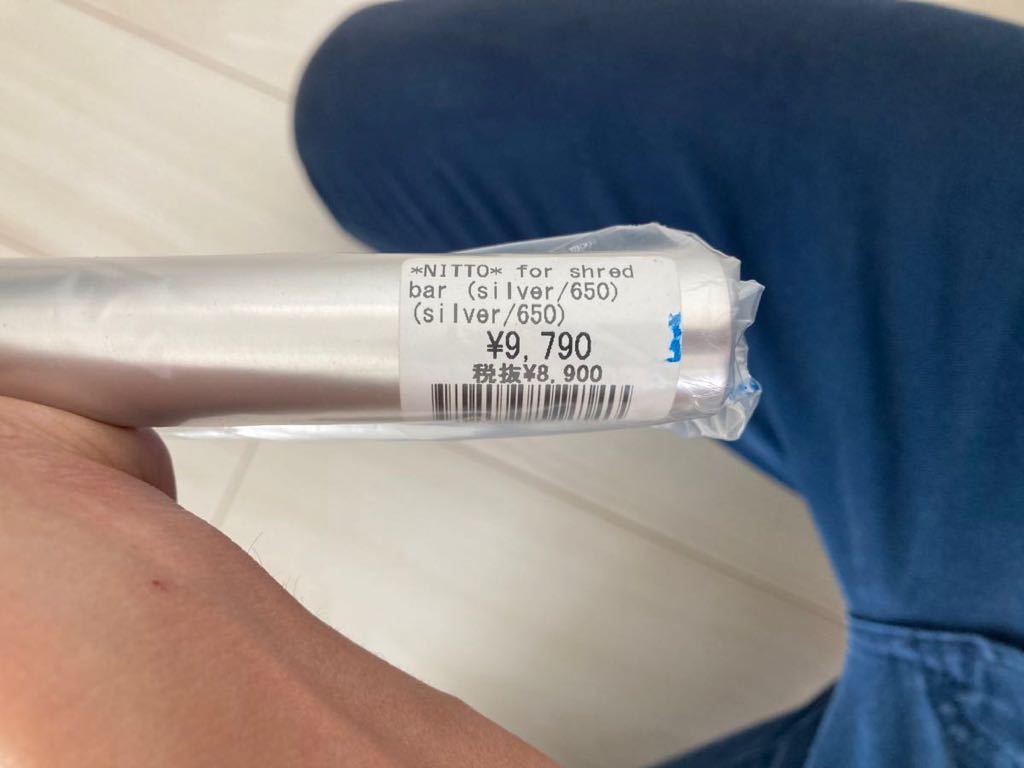 *NITTO* for shred
bar (silver/650)
(silver/650)
¥9,790
税抜¥8,900